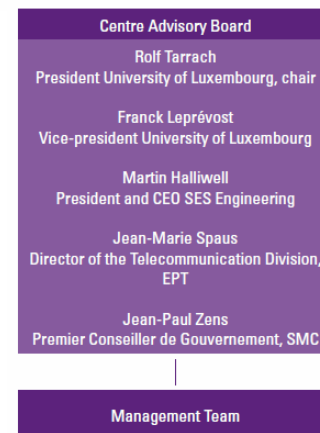 Centre Advisory Board
Rolf Tarrach
President University of Luxembourg, chair
Franck Leprévost
Vice-president University of Luxembourg
Martin Halliwell
President and CEO SES Engineering
Jean-Marie Spaus
Director of the Telecommunication Division,
EPT
Jean-Paul Zens
Premier Conseiller de Gouvernement, SMC
Management Team